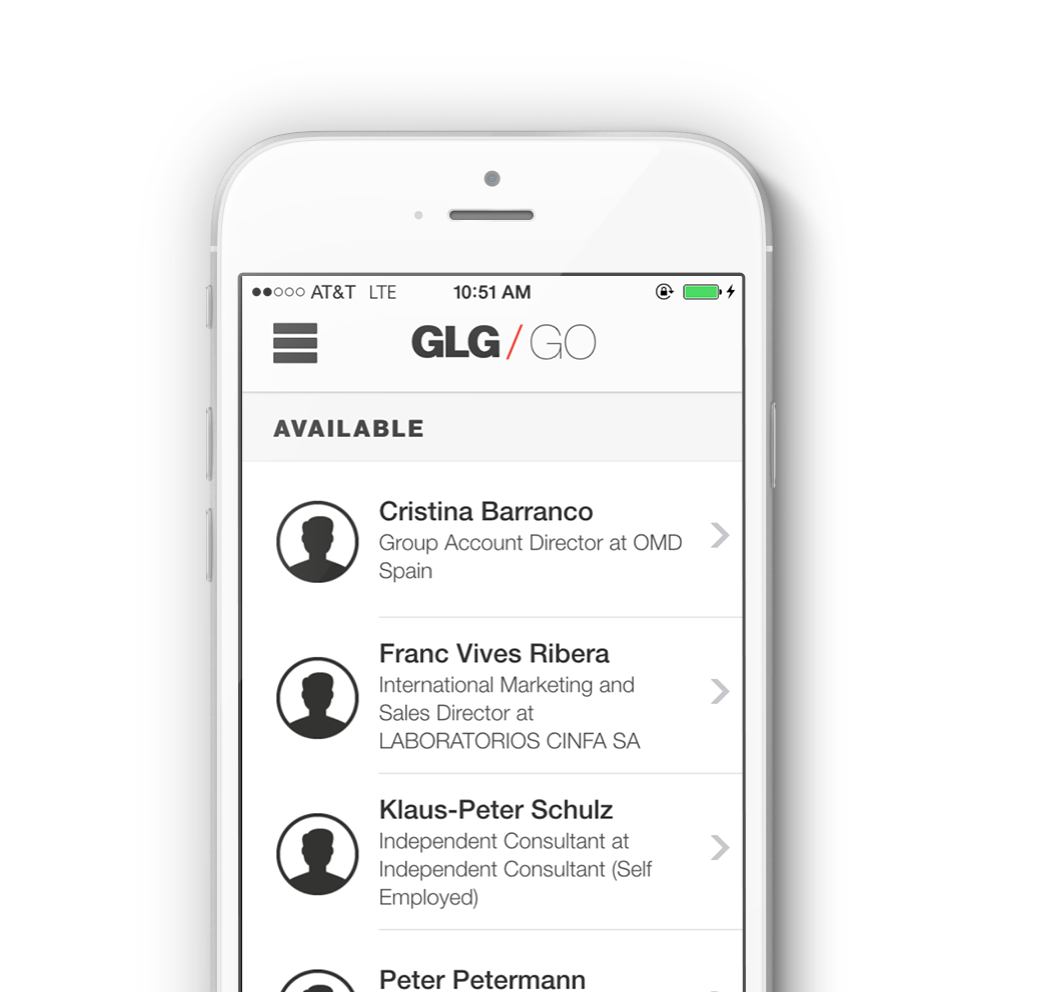 AT&T LTE 10:51 AM
GLG / GO
AVAILABLE
Cristina Barranco
Group Account Director at OMD
Spain
Franc Vives Ribera
International Marketing and
Sales Director at
LABORATORIOS CINFA SA
Klaus-Peter Schulz
Independent Consultant at
Independent Consultant (Self
Employed)
Peter Petermann